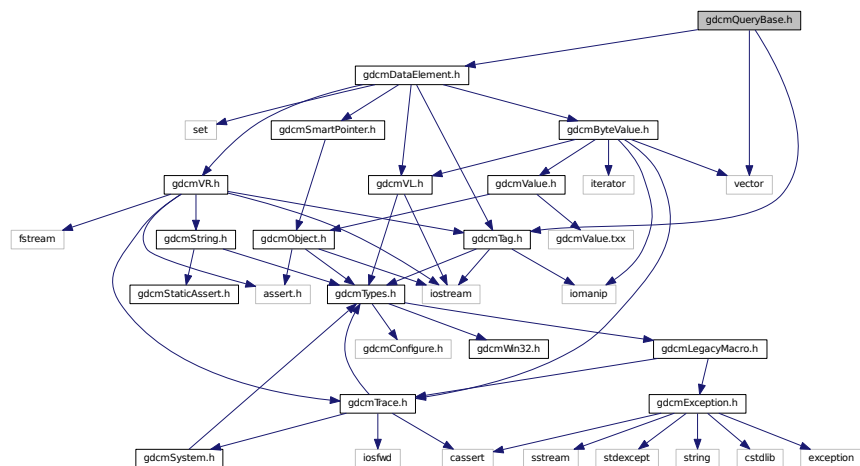 gdcmQueryBase.h
gdcmDataElement.h
set
gdcmSmartPointer.h
gdcmByteValue.h
gdcmVR.h
gdcmVL.h
gdcmValue.h
iterator
vector
fstream
gdcmString.h
gdcmObject.h
gdcmTag.h
gdcmValue.txx
gdcmStaticAssert.h
assert.h
gdcmTypes.h
iostream
iomanip
gdcmConfigure.h
gdcmWin32.h
gdcmLegacyMacro.h
gdcmTrace.h
gdcmException.h
gdcmSystem.h
iosfwd
cassert
sstream
stdexcept
string
cstdlib
exception